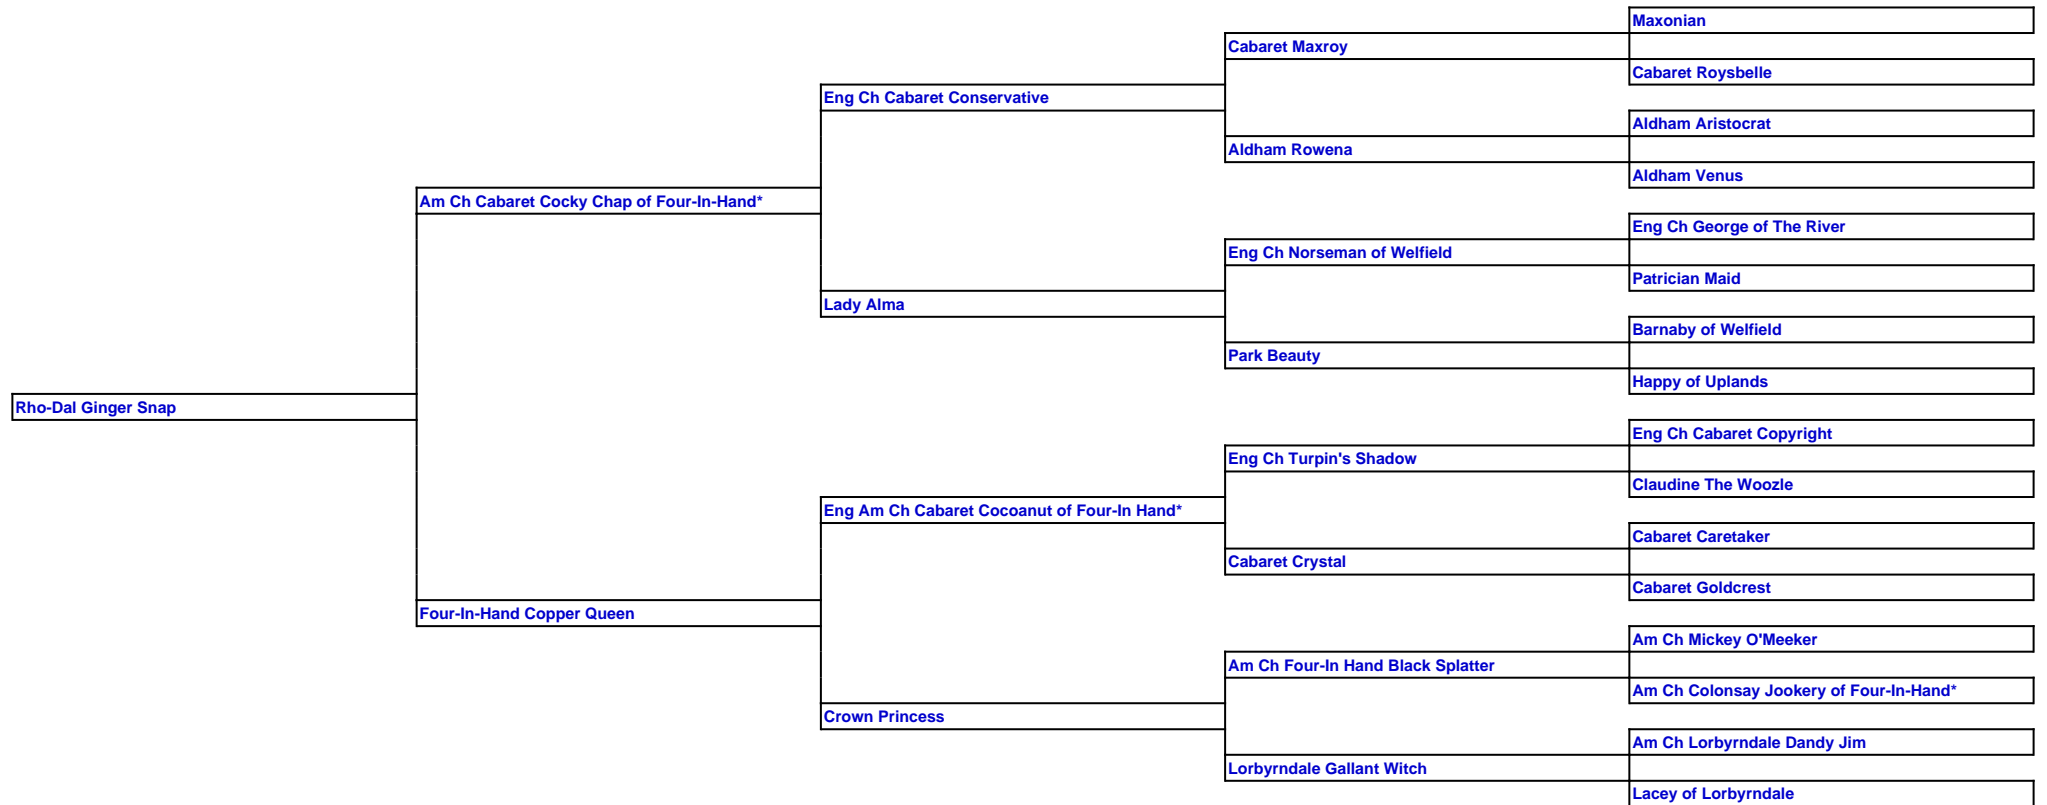 Maxonian
Cabaret Maxroy
Cabaret Roysbelle
Eng Ch Cabaret Conservative
Aldham Aristocrat
Aldham Rowena
Aldham Venus
Am Ch Cabaret Cocky Chap of Four-In-Hand*
Eng Ch George of The River
Eng Ch Norseman of Welfield
Patrician Maid
Lady Alma
Barnaby of Welfield
Park Beauty
Happy of Uplands
Rho-Dal Ginger Snap
Eng Ch Cabaret Copyright
Eng Ch Turpin's Shadow
Claudine The Woozle
Eng Am Ch Cabaret Cocoanut of Four-In Hand*
Cabaret Caretaker
Cabaret Crystal
Cabaret Goldcrest
Four-In-Hand Copper Queen
Am Ch Mickey O'Meeker
Am Ch Four-In Hand Black Splatter
Am Ch Colonsay Jookery of Four-In-Hand*
Crown Princess
Am Ch Lorbyrndale Dandy Jim
Lorbyrndale Gallant Witch
Lacey of Lorbyrndale